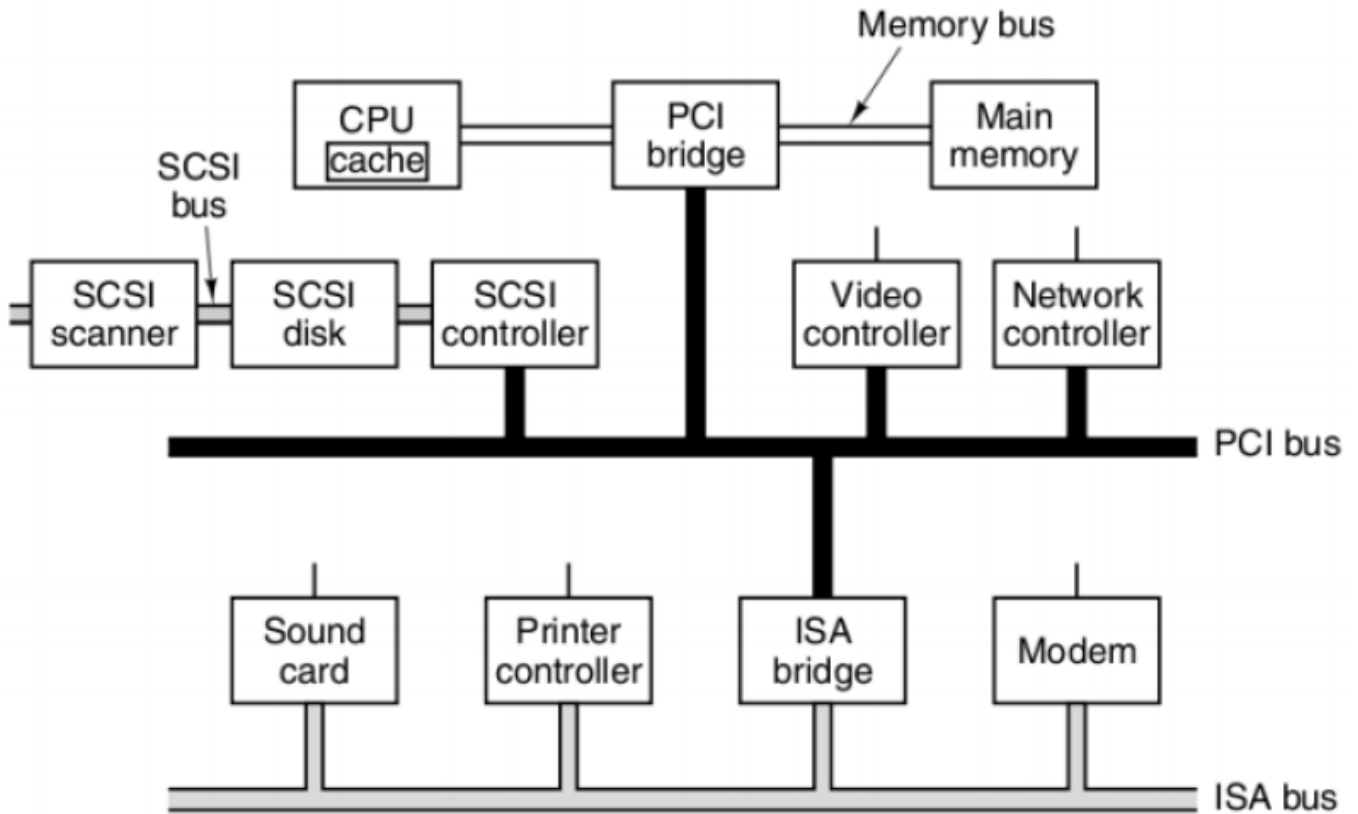 Memory bus
CPU
cache
PCI
bridge
Main
memory
SCSI
bus
SCSI
scanner
SCSI
disk
SCSI
controller
Video
controller
Network
controller
PCI bus
Sound
card
Printer
controller
ISA
bridge
Modem
ISA bus